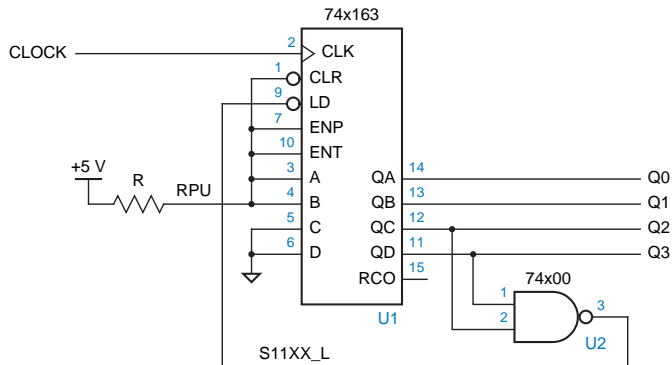 74x163
CLOCK 2 CLK
1 CLR
9 LD
7 ENP
10 ENT
+5 V R RPU
3 A QA 14 Q0
4 B QB 13 Q1
5 C QC 12 Q2
6 D QD 11 Q3
RCO 15
U1
74x00
1
2
3
U2
S11XX_L